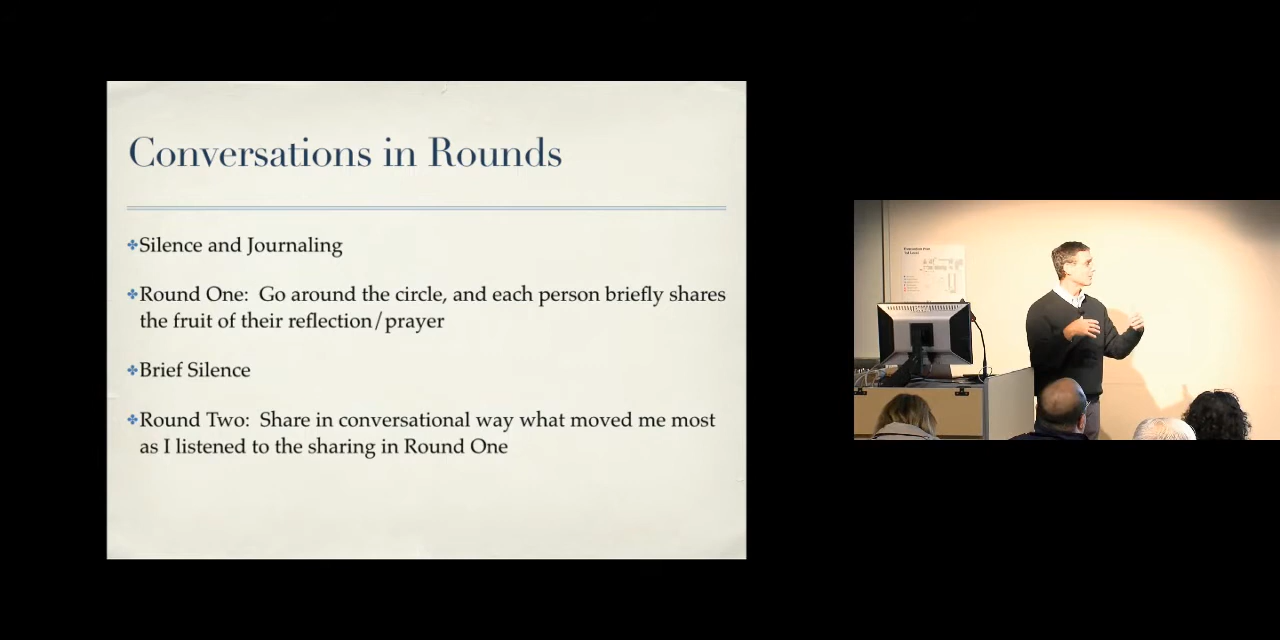 Conversations in Rounds
✤Silence and Journaling
✤Round One:  Go around the circle, and each person briefly shares
the fruit of their reflection/prayer
✤Brief Silence
✤Round Two:  Share in conversational way what moved me most
as I listened to the sharing in Round One